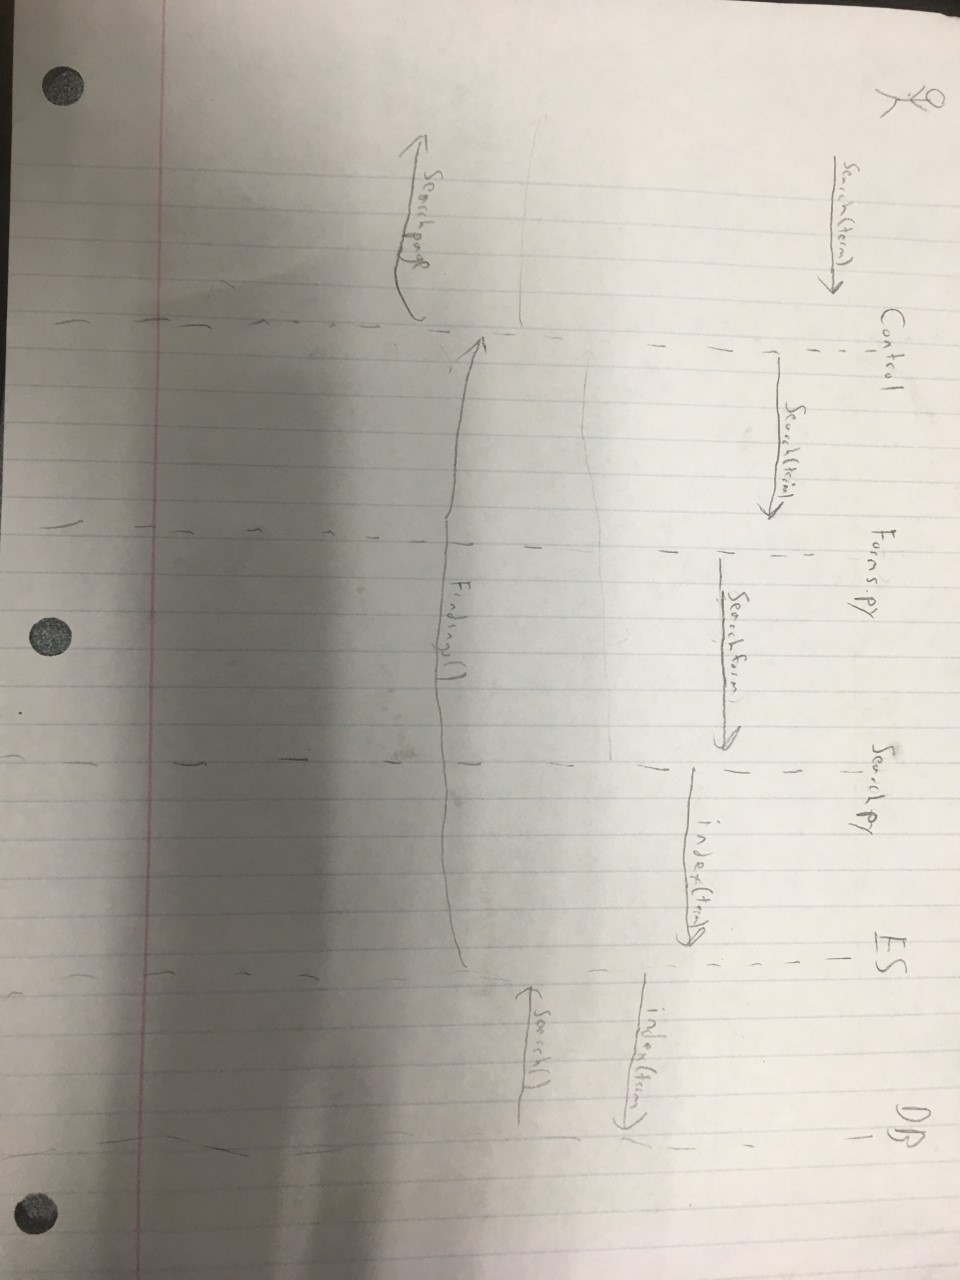 Control
Forms.py
Search.py
ES
DB
Search(term)
Search(term)
Searchform
index(term)
index(term)
Search()
Findings()
Searchpage